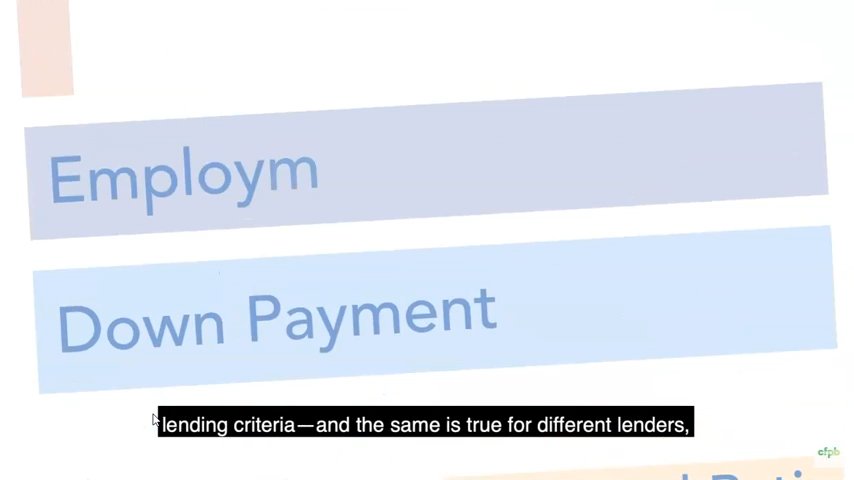 Employm
Down Payment
lending criteria—and the same is true for different lenders,
cfpb